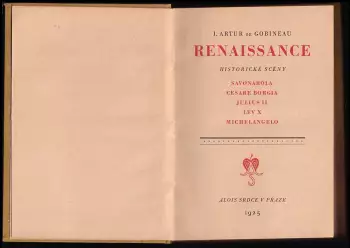 J. ARTUR DE GOBINEAU
RENAISSANCE
HISTORICKÉ SCÉNY
SAVONAROLA
CESARE BORGIA
JULIUS II
LEV X
MICHELANGELO
ALOIS SRDCE V PRAZE
1925